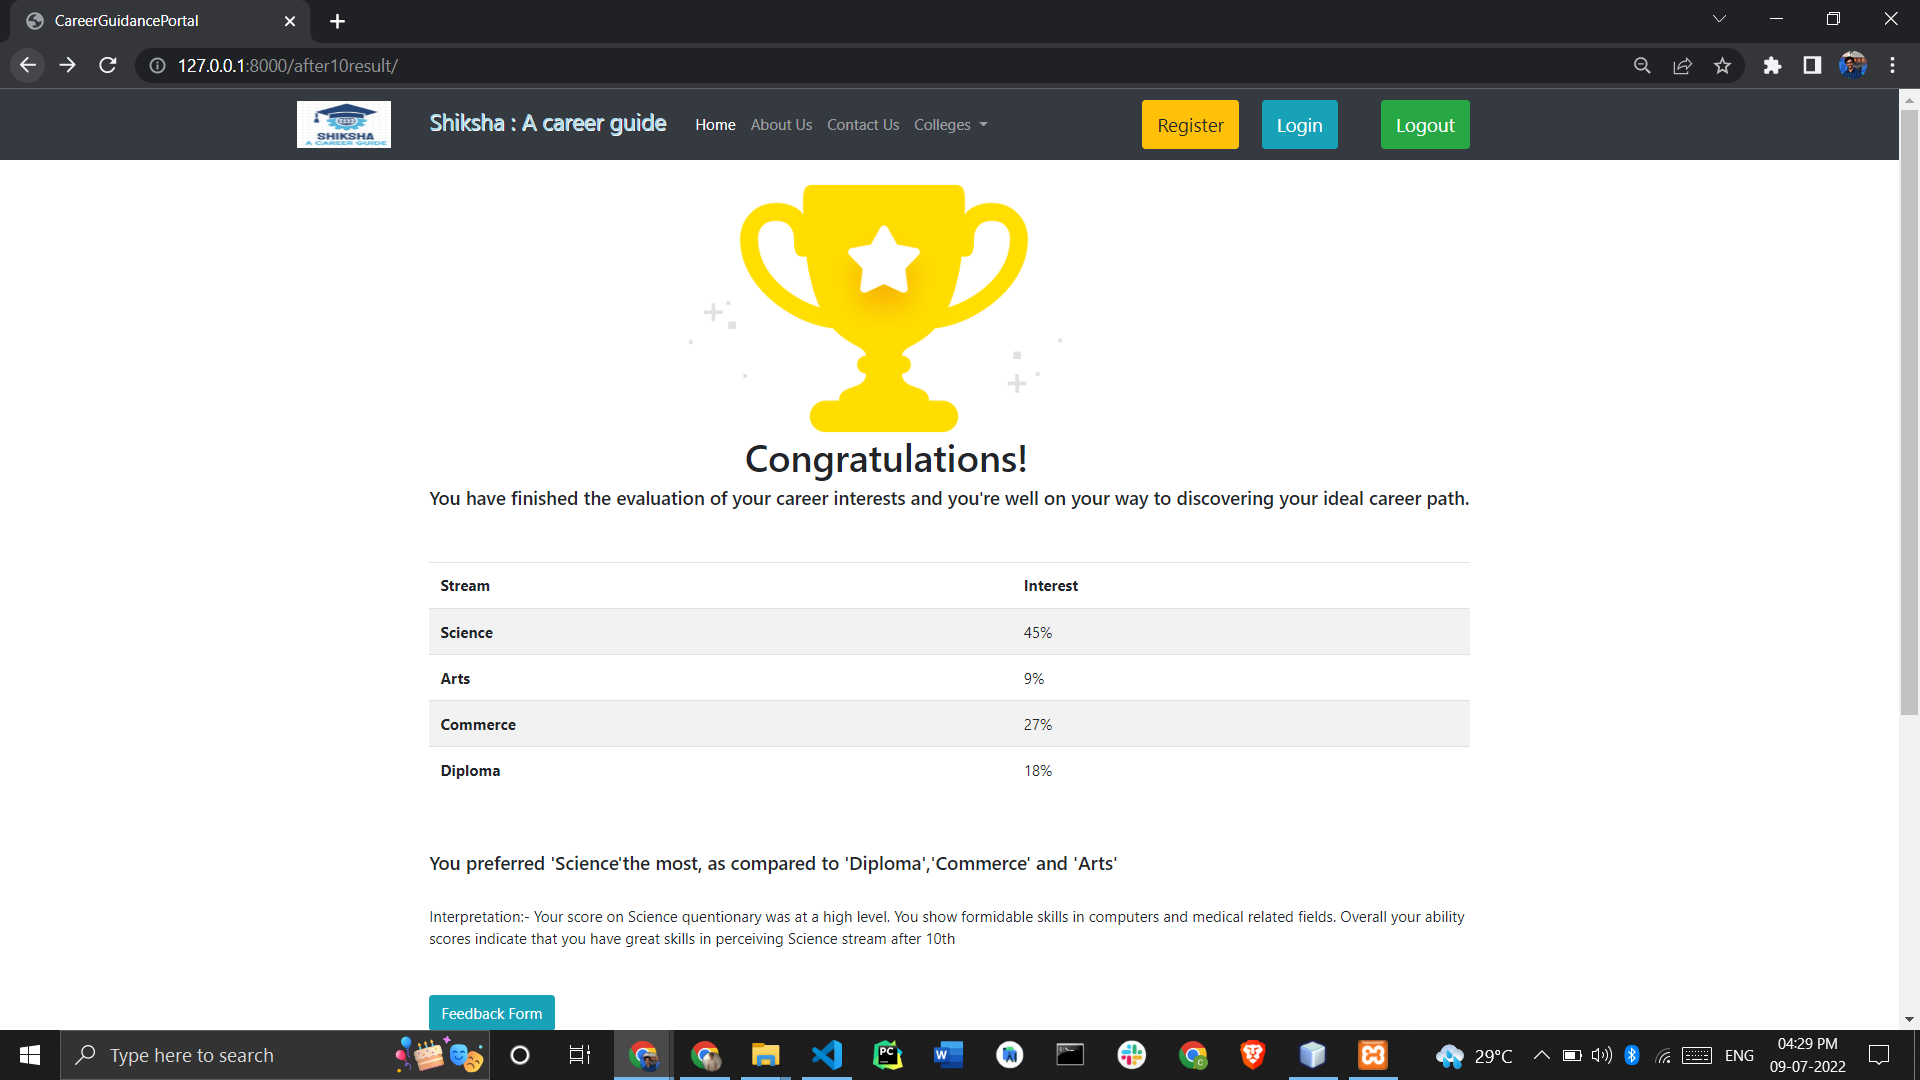 CareerGuidancePortal
127.0.0.1:8000/after10result/
SHIKSHA
A CAREER GUIDE
Shiksha : A career guide
Home
About Us
Contact Us
Colleges
Register
Login
Logout
Congratulations!
You have finished the evaluation of your career interests and you're well on your way to discovering your ideal career path.
Stream Interest
Science 45%
Arts 9%
Commerce 27%
Diploma 18%
You preferred 'Science'the most, as compared to 'Diploma','Commerce' and 'Arts'
Interpretation:- Your score on Science quentionary was at a high level. You show formidable skills in computers and medical related fields. Overall your ability
scores indicate that you have great skills in perceiving Science stream after 10th
Feedback Form
Type here to search
29°C
ENG
04:29 PM
09-07-2022